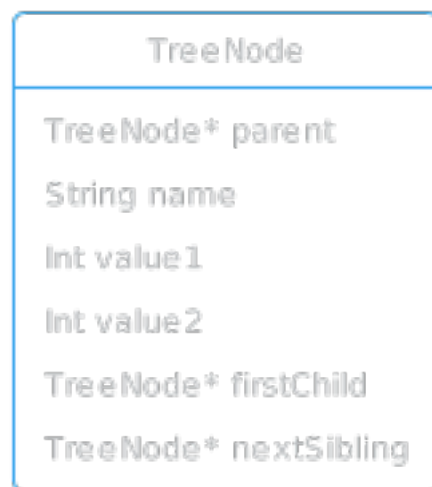 TreeNode
TreeNode* parent
String name
Int value1
Int value2
TreeNode* firstChild
TreeNode* nextSibling